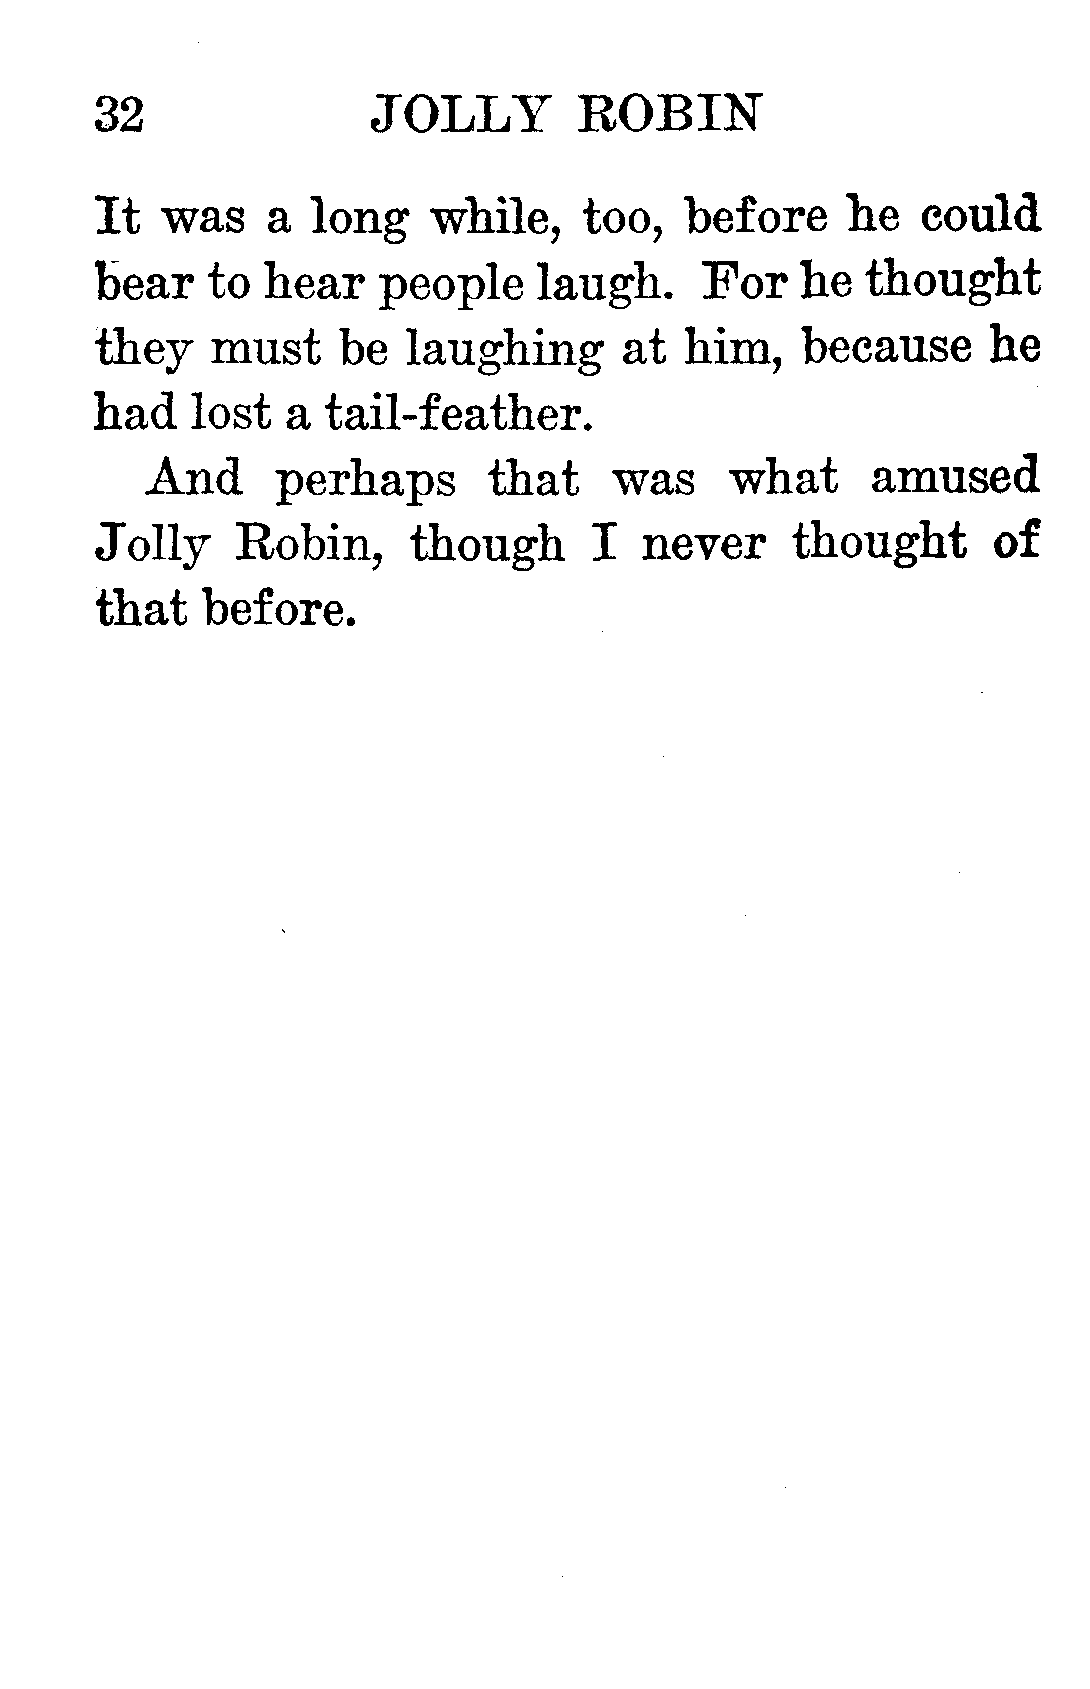 32 JOLLY ROBIN
It was a long while, too, before he could
bear to hear people laugh. For he thought
they must be laughing at him, because he
had lost a tail-feather.
And perhaps that was what amused
Jolly Robin, though I never thought of
that before.